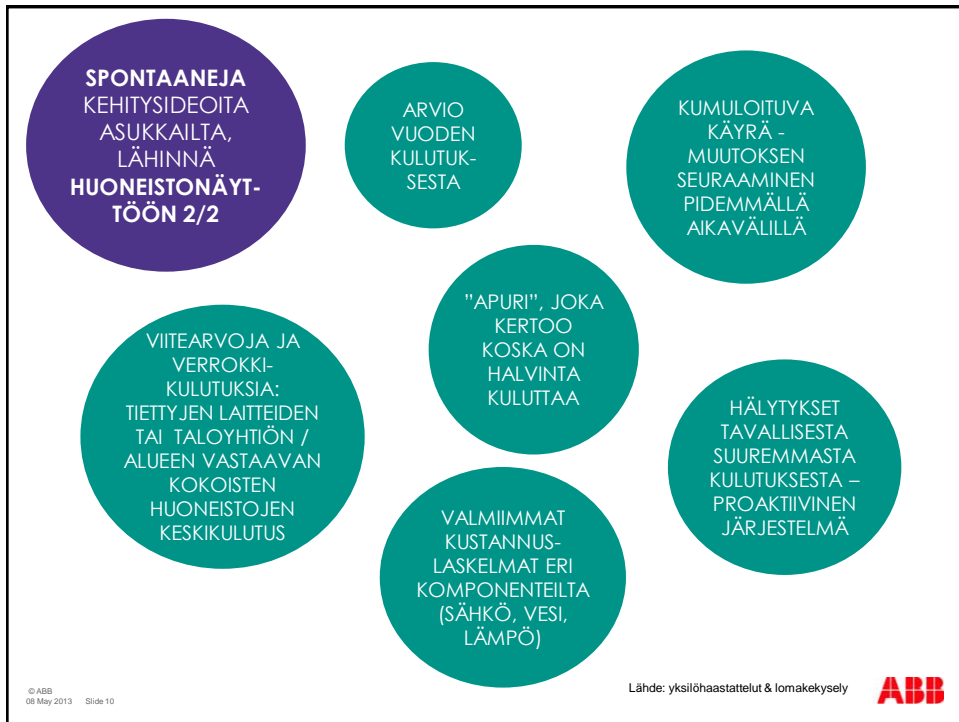 SPONTAANEJA
KEHITYSIDEOITA
ASUKKAILTA,
LÄHINNÄ
HUONEISTONÄYT-
TÖÖN 2/2
ARVIO
VUODEN
KULUTUK-
SESTA
KUMULOITUVA
KÄYRÄ -
MUUTOKSEN
SEURAAMINEN
PIDEMMÄLLÄ
AIKAVÄLILLÄ
"APURI", JOKA
KERTOO
KOSKA ON
HALVINTA
KULUTTAA
VIITEARVOJA JA
VERROKKI-
KULUTUKSIA:
TIETTYJEN LAITTEIDEN
TAI TALOYHTIÖN /
ALUEEN VASTAAVAN
KOKOISTEN
HUONEISTOJEN
KESKIKULUTUS
HÄLYTYKSET
TAVALLISESTA
SUUREMMASTA
KULUTUKSESTA –
PROAKTIIVINEN
JÄRJESTELMÄ
VALMIIMMAT
KUSTANNUS-
LASKELMAT ERI
KOMPONENTEILTA
(SÄHKÖ, VESI,
LÄMPÖ)
© ABB
08 May 2013 Slide 10
Lähde: yksilöhaastattelut & lomakekysely
ABB